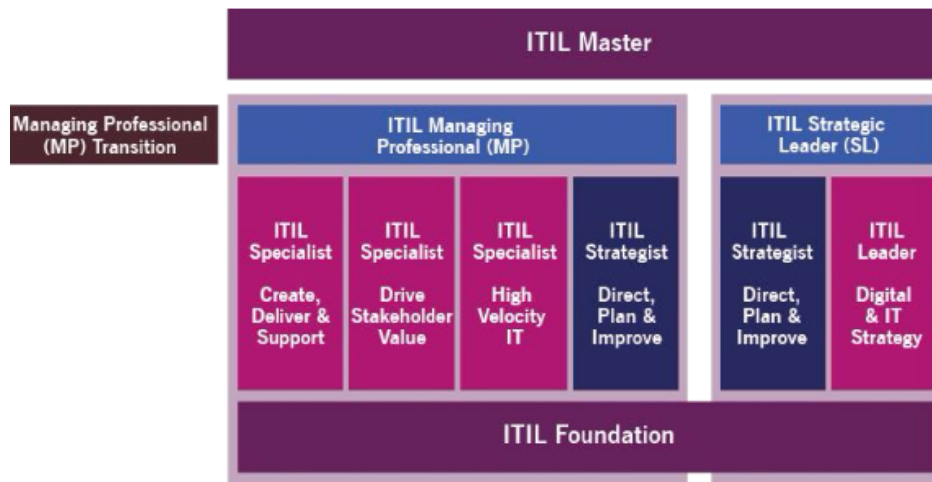 ITIL Master
Managing Professional
(MP) Transition
ITIL Managing
Professional (MP)
ITIL Strategic
Leader (SL)
ITIL
Specialist
Create,
Deliver &
Support
ITIL
Specialist
Drive
Stakeholder
Value
ITIL
Specialist
High
Velocity
IT
ITIL
Strategist
Direct,
Plan &
Improve
ITIL
Strategist
Direct,
Plan &
Improve
ITIL
Leader
Digital
& IT
Strategy
ITIL Foundation